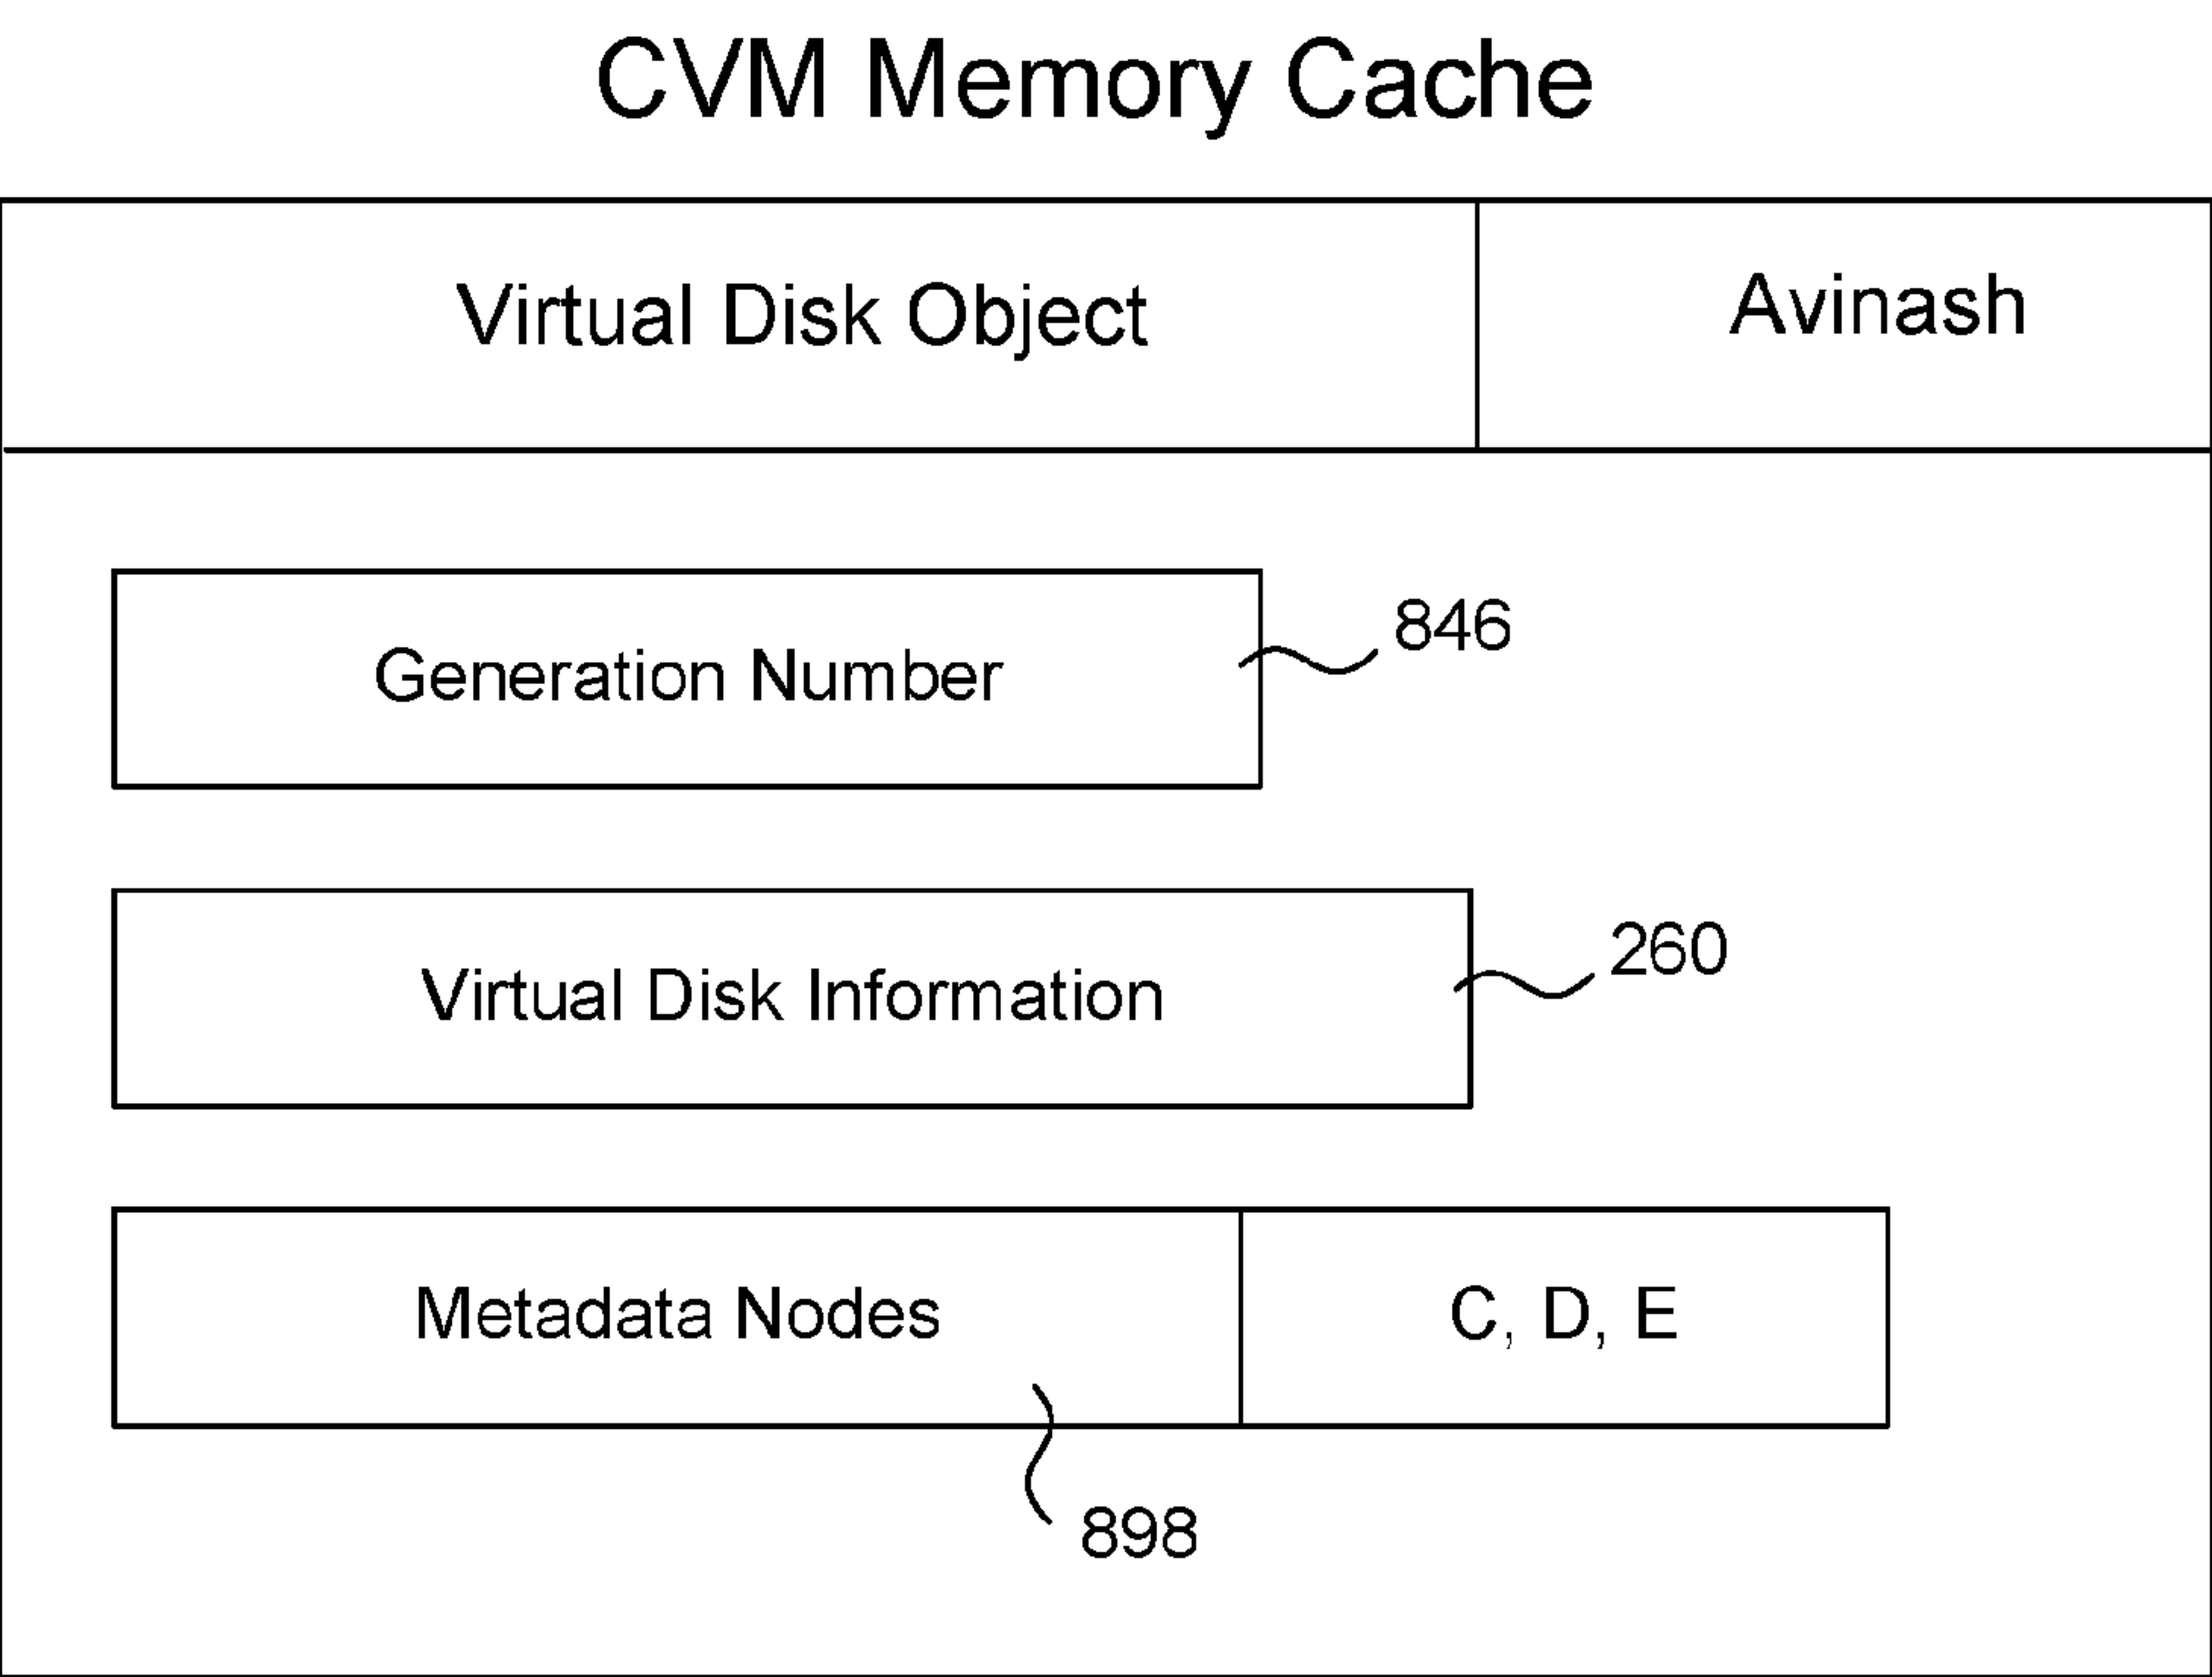 CVM Memory Cache
Virtual Disk Object
Avinash
Generation Number
846
Virtual Disk Information
260
Metadata Nodes
C, D, E
898